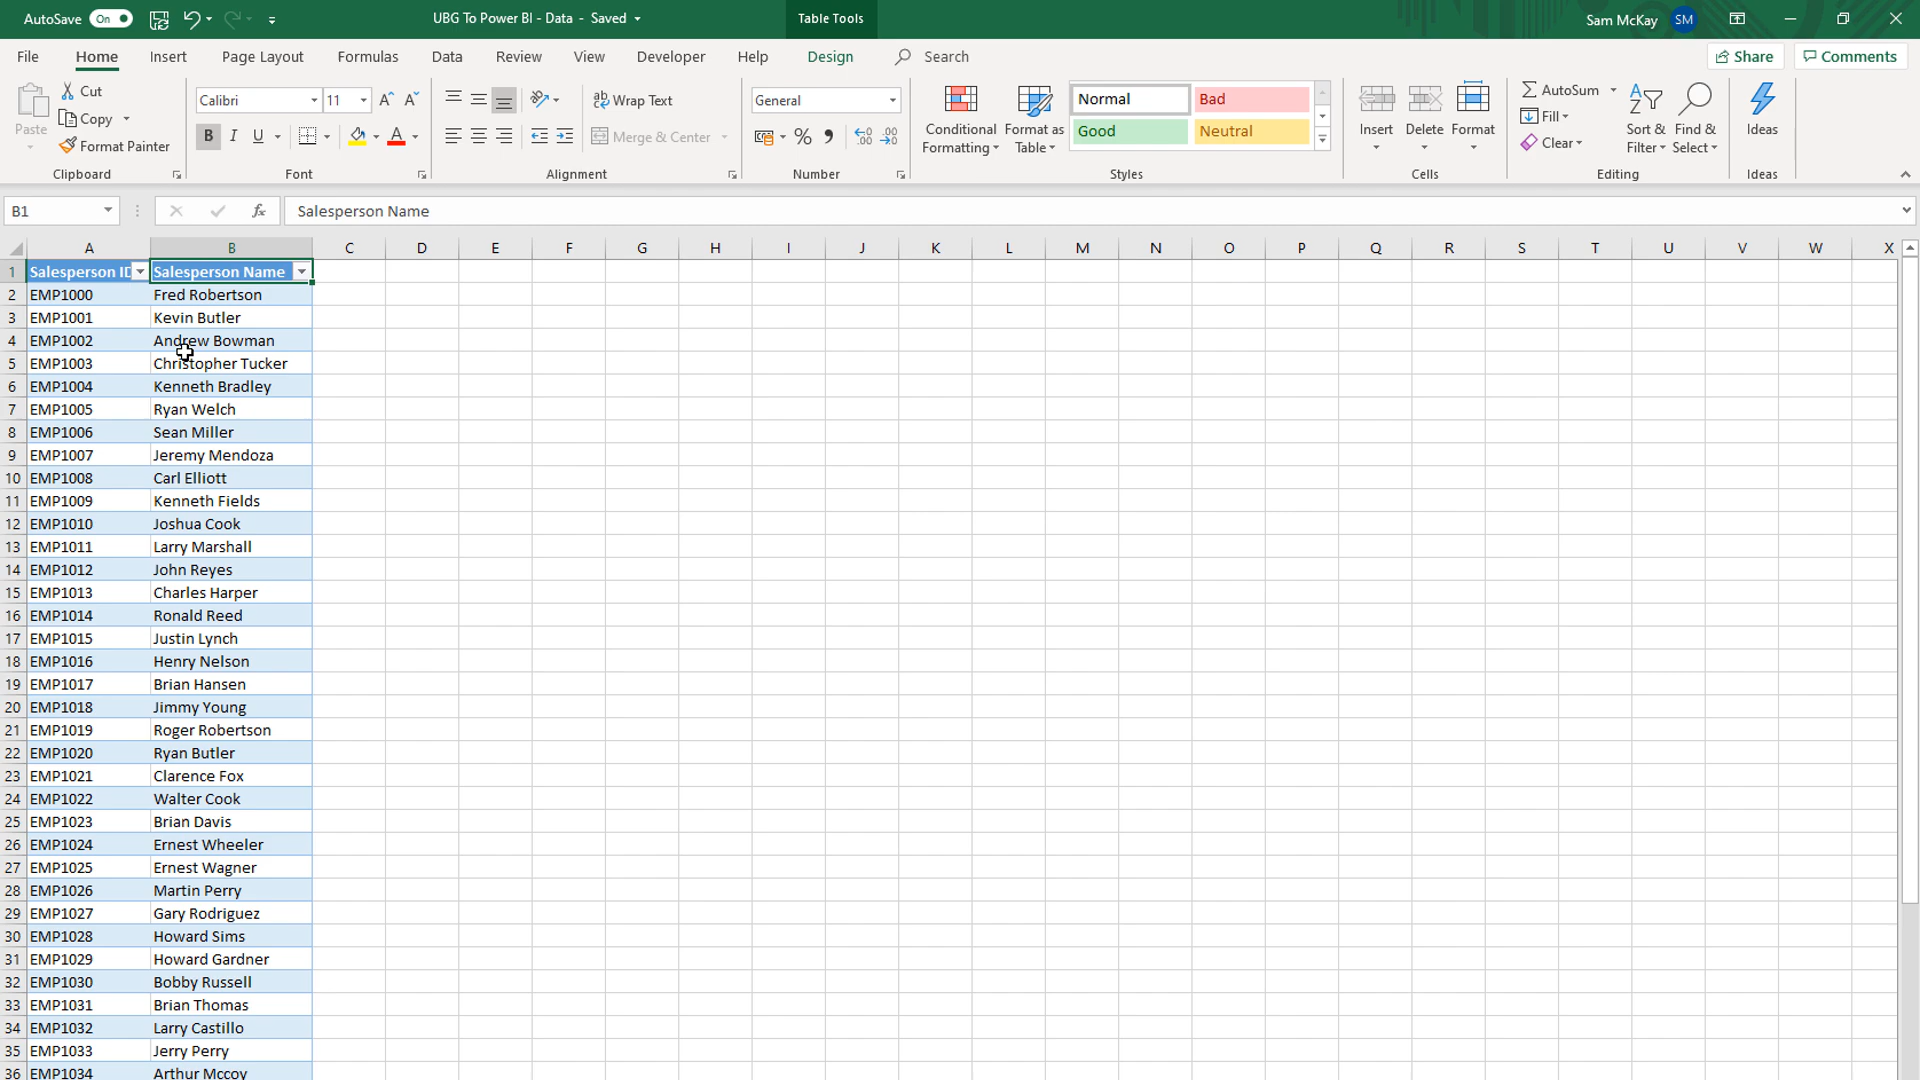 AutoSave On UBG To Power BI - Data - Saved Table Tools Sam McKay SM
File Home Insert Page Layout Formulas Data Review View Developer Help Design Search Share Comments
Paste Cut Copy Format Painter Clipboard
Calibri 11 B I U Font
Wrap Text Merge & Center Alignment
General % Number
Conditional Formatting Format as Table Normal Bad Good Neutral Styles
Insert Delete Format Cells
AutoSum Fill Clear Sort & Filter Find & Select Editing
Ideas Ideas
B1 fx Salesperson Name
A B C D E F G H I J K L M N O P Q R S T U V W X
1 Salesperson ID Salesperson Name
2 EMP1000 Fred Robertson
3 EMP1001 Kevin Butler
4 EMP1002 Andrew Bowman
5 EMP1003 Christopher Tucker
6 EMP1004 Kenneth Bradley
7 EMP1005 Ryan Welch
8 EMP1006 Sean Miller
9 EMP1007 Jeremy Mendoza
10 EMP1008 Carl Elliott
11 EMP1009 Kenneth Fields
12 EMP1010 Joshua Cook
13 EMP1011 Larry Marshall
14 EMP1012 John Reyes
15 EMP1013 Charles Harper
16 EMP1014 Ronald Reed
17 EMP1015 Justin Lynch
18 EMP1016 Henry Nelson
19 EMP1017 Brian Hansen
20 EMP1018 Jimmy Young
21 EMP1019 Roger Robertson
22 EMP1020 Ryan Butler
23 EMP1021 Clarence Fox
24 EMP1022 Walter Cook
25 EMP1023 Brian Davis
26 EMP1024 Ernest Wheeler
27 EMP1025 Ernest Wagner
28 EMP1026 Martin Perry
29 EMP1027 Gary Rodriguez
30 EMP1028 Howard Sims
31 EMP1029 Howard Gardner
32 EMP1030 Bobby Russell
33 EMP1031 Brian Thomas
34 EMP1032 Larry Castillo
35 EMP1033 Jerry Perry
36 EMP1034 Arthur Mccoy